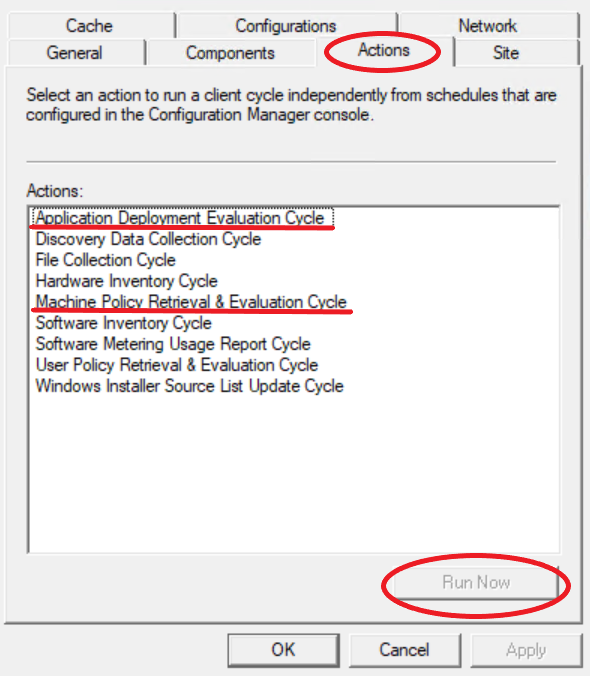 Cache Configurations Network
General Components Actions Site
Select an action to run a client cycle independently from schedules that are
configured in the Configuration Manager console.
Actions:
Application Deployment Evaluation Cycle
Discovery Data Collection Cycle
File Collection Cycle
Hardware Inventory Cycle
Machine Policy Retrieval & Evaluation Cycle
Software Inventory Cycle
Software Metering Usage Report Cycle
User Policy Retrieval & Evaluation Cycle
Windows Installer Source List Update Cycle
Run Now
OK Cancel Apply